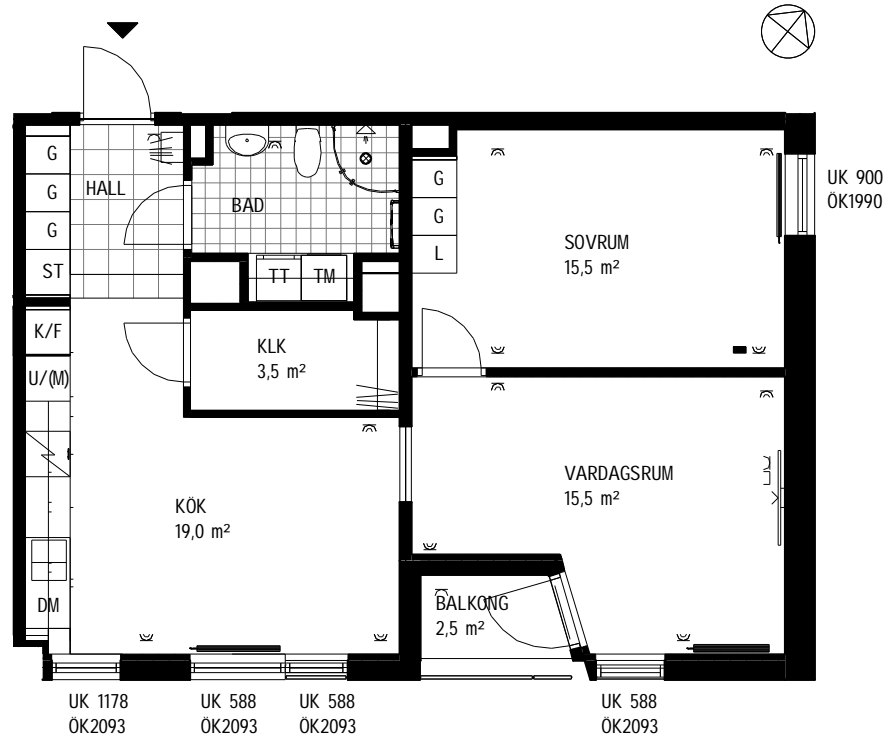 G
G
G
ST
HALL
BAD
TT
TM
G
G
L
SOVRUM
15,5 m²
UK 900
ÖK1990
K/F
U/(M)
KLK
3,5 m²
KÖK
19,0 m²
VARDAGSRUM
15,5 m²
DM
BALKONG
2,5 m²
UK 1178
ÖK2093
UK 588
ÖK2093
UK 588
ÖK2093
UK 588
ÖK2093